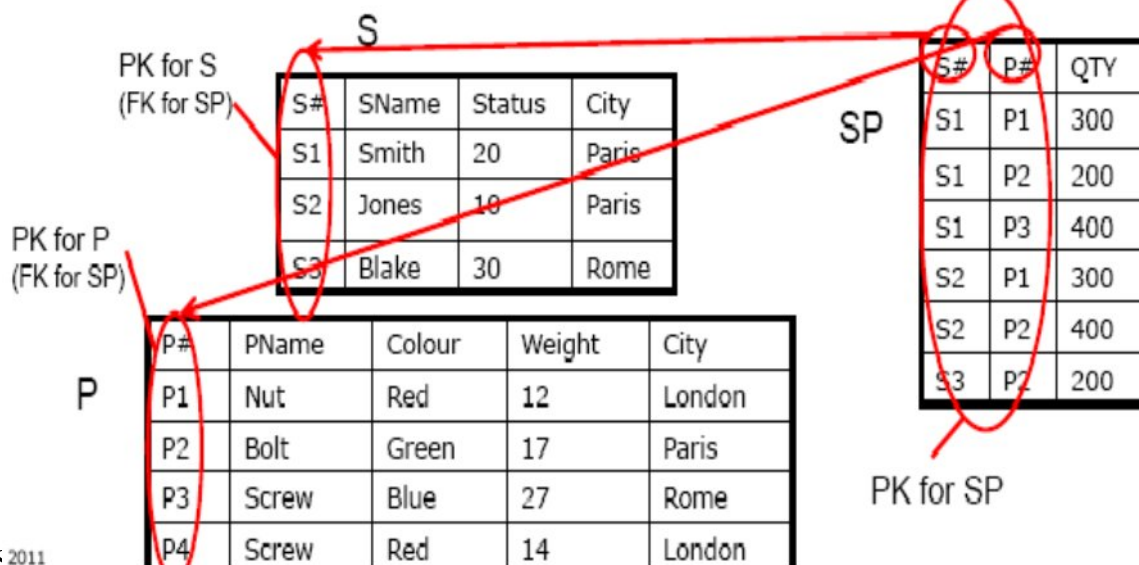 S
PK for S
(FK for SP)
S# SName Status City
S1 Smith 20 Paris
S2 Jones 10 Paris
S3 Blake 30 Rome
SP
S# P# QTY
S1 P1 300
S1 P2 200
S1 P3 400
S2 P1 300
S2 P2 400
S3 P2 200
PK for SP
PK for P
(FK for SP)
P
P# PName Colour Weight City
P1 Nut Red 12 London
P2 Bolt Green 17 Paris
P3 Screw Blue 27 Rome
P4 Screw Red 14 London
2011